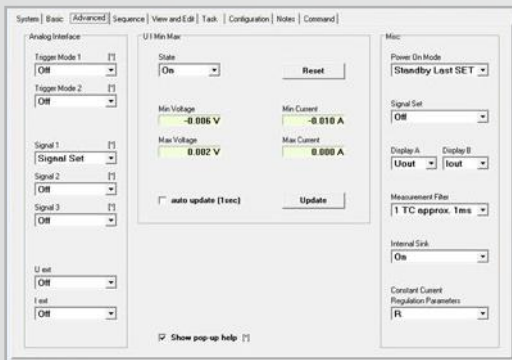 System | Basic | Advanced | Sequence | View and Edit | Task | Configuration | Notes | Command |
Analog Interface
Trigger Mode 1 [*]
Off
Trigger Mode 2 [*]
Off
Signal 1 [*]
Signal Set
Signal 2 [*]
Off
Signal 3 [*]
Off
U ext
Off
I ext
Off
U I Min Max
State
On
Reset
Min Voltage Min Current
-0.006 V -0.010 A
Max Voltage Max Current
0.002 V 0.000 A
auto update (1sec)
Update
Show pop-up help [*]
Misc
Power On Mode
Standby Last SET
Signal Set
Off
Display A Display B
Uout Iout
Measurement Filter
1 TC approx. 1ms
Internal Sink
On
Constant Current
Regulation Parameters
R